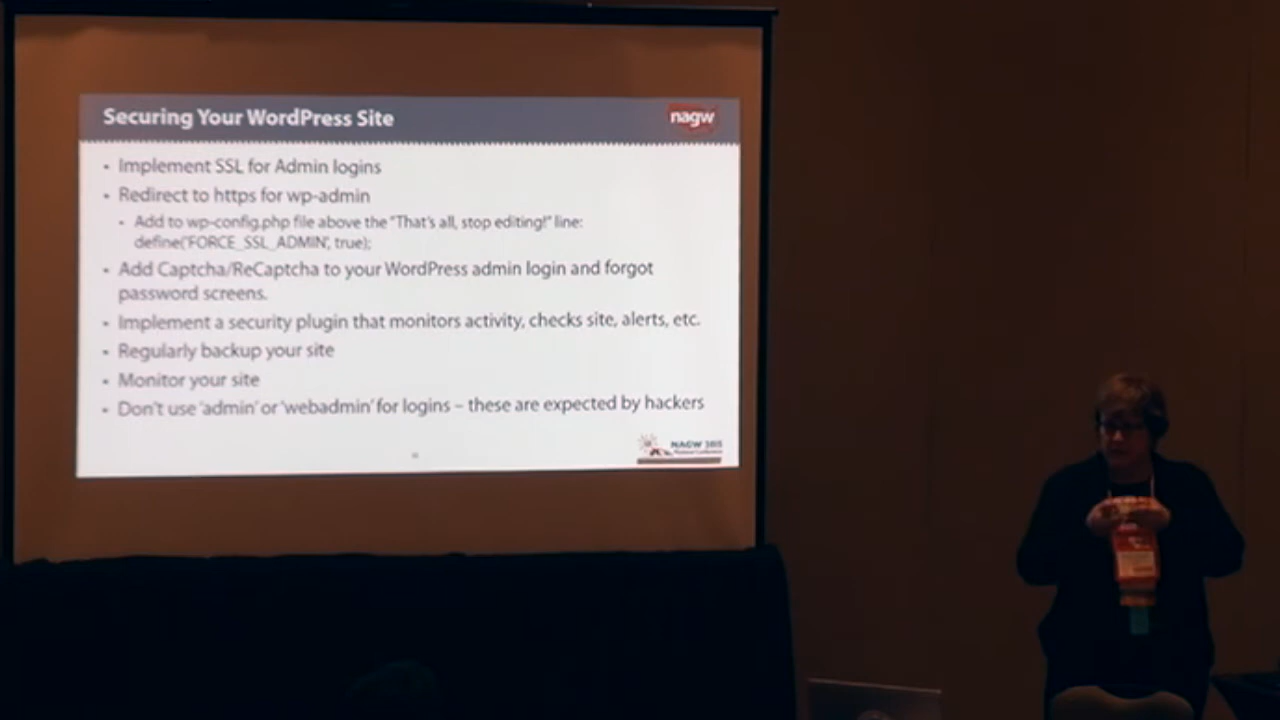 Securing Your WordPress Site
nagw
• Implement SSL for Admin logins
• Redirect to https for wp-admin
• Add to wp-config.php file above the "That's all, stop editing!" line:
define('FORCE_SSL_ADMIN', true);
• Add Captcha/ReCaptcha to your WordPress admin login and forgot
password screens.
• Implement a security plugin that monitors activity, checks site, alerts, etc.
• Regularly backup your site
• Monitor your site
• Don't use 'admin' or 'webadmin' for logins – these are expected by hackers
NAGW